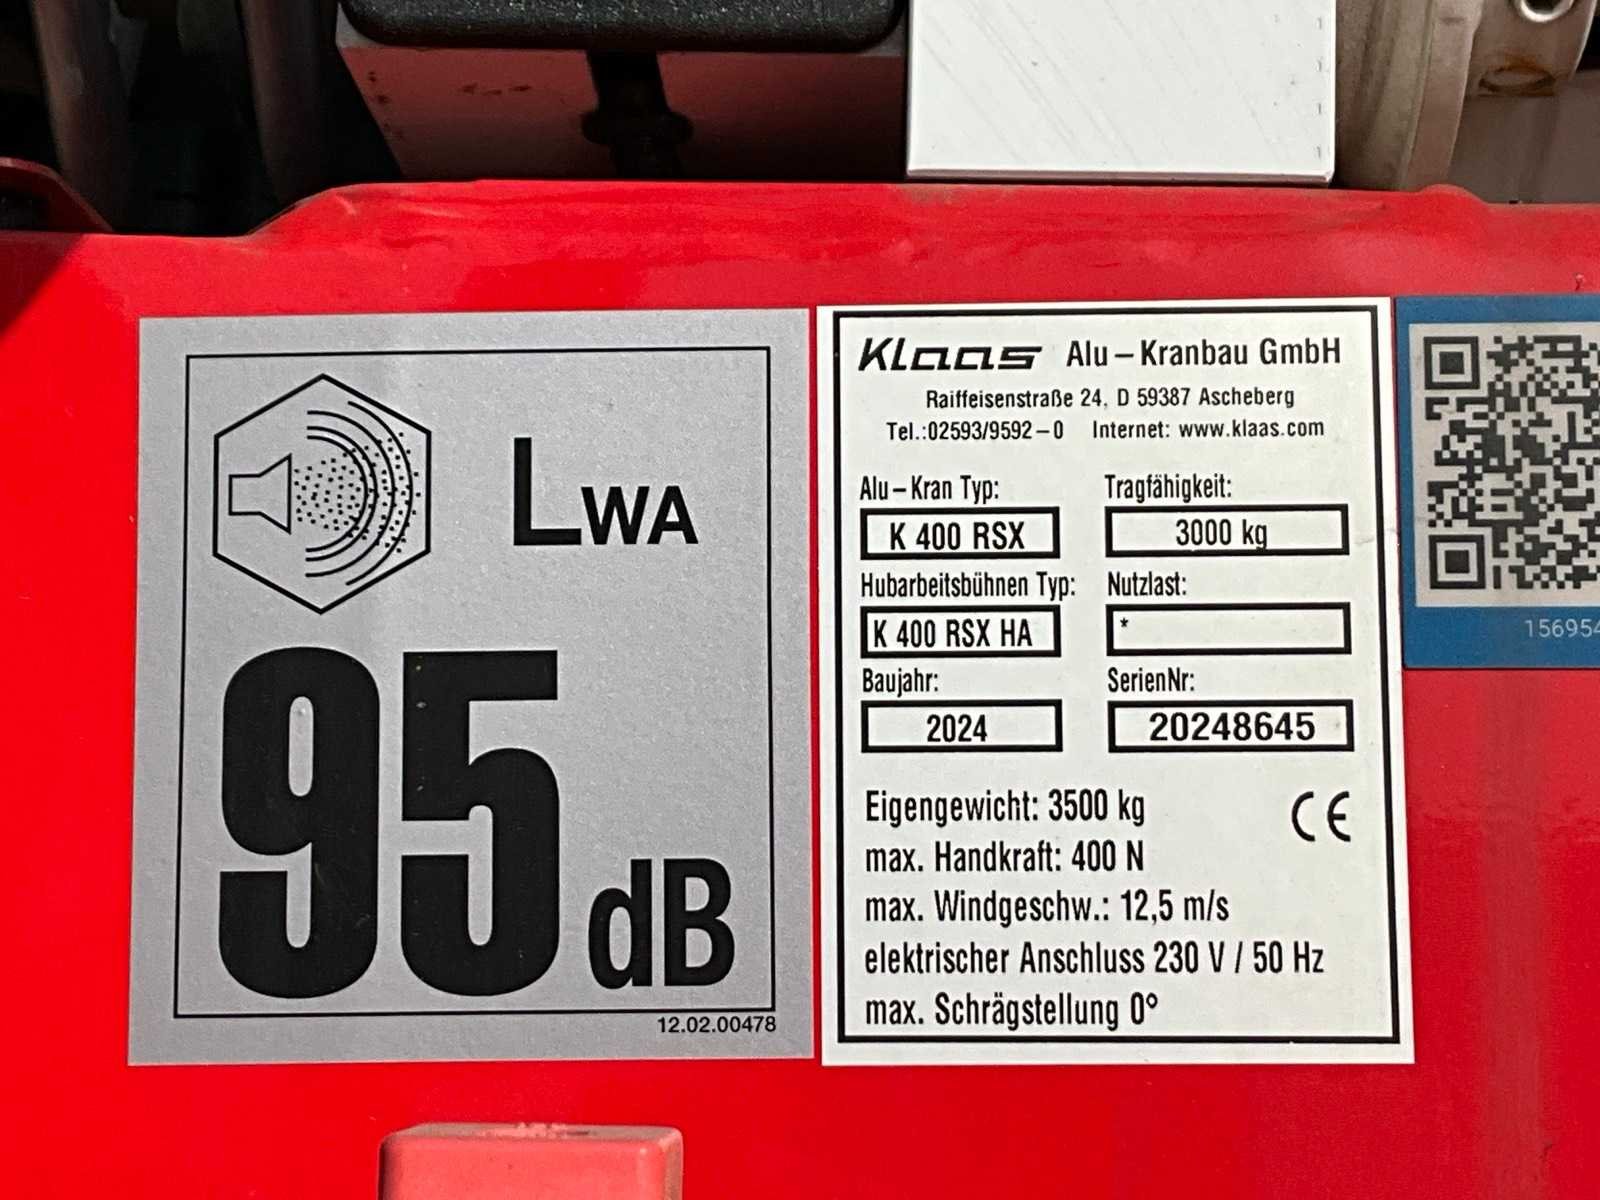 LWA
95 dB
12.02.00478
Klaas Alu – Kranbau GmbH
Raiffeisenstraße 24, D 59387 Ascheberg
Tel.:02593/9592–0 Internet: www.klaas.com
Alu – Kran Typ: Tragfähigkeit:
K 400 RSX 3000 kg
Hubarbeitsbühnen Typ: Nutzlast:
K 400 RSX HA *
Baujahr: SerienNr:
2024 20248645
Eigengewicht: 3500 kg CE
max. Handkraft: 400 N
max. Windgeschw.: 12,5 m/s
elektrischer Anschluss 230 V / 50 Hz
max. Schrägstellung 0°